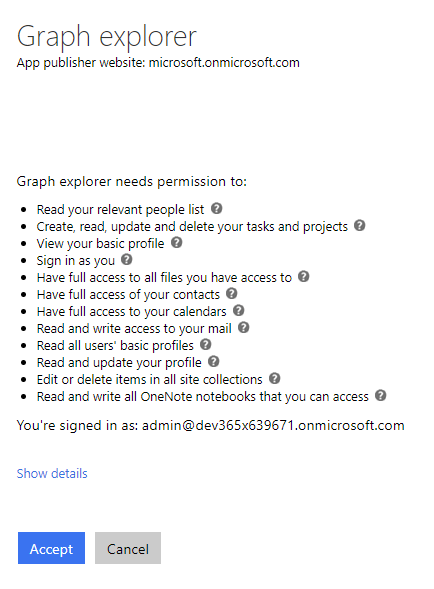 Graph explorer
App publisher website: microsoft.onmicrosoft.com
Graph explorer needs permission to:
• Read your relevant people list ?
• Create, read, update and delete your tasks and projects ?
• View your basic profile ?
• Sign in as you ?
• Have full access to all files you have access to ?
• Have full access of your contacts ?
• Have full access to your calendars ?
• Read and write access to your mail ?
• Read all users' basic profiles ?
• Read and update your profile ?
• Edit or delete items in all site collections ?
• Read and write all OneNote notebooks that you can access ?
You're signed in as: admin@dev365x639671.onmicrosoft.com
Show details
Accept Cancel